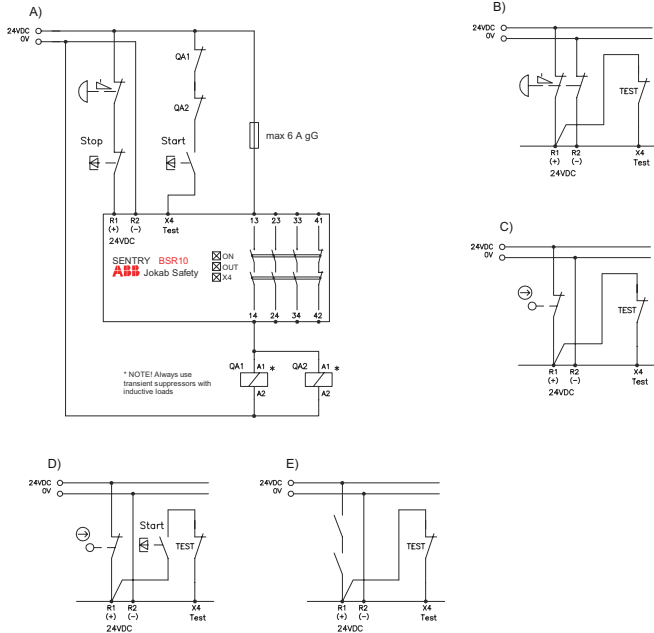 A)
24VDC
0V
QA1
QA2
Stop
Start
max 6 A gG
R1 R2 X4
(+) (−) Test
24VDC
13 23 33 41
SENTRY BSR10
ABB Jokab Safety
ON
OUT
X4
14 24 34 42
* NOTE! Always use
transient suppressors with
inductive loads
QA1 A1 * QA2 A1 *
A2 A2
B)
24VDC
0V
TEST
R1 R2 X4
(+) (−) Test
24VDC
C)
24VDC
0V
TEST
R1 R2 X4
(+) (−) Test
24VDC
D)
24VDC
0V
Start
TEST
R1 R2 X4
(+) (−) Test
24VDC
E)
24VDC
0V
TEST
R1 R2 X4
(+) (−) Test
24VDC